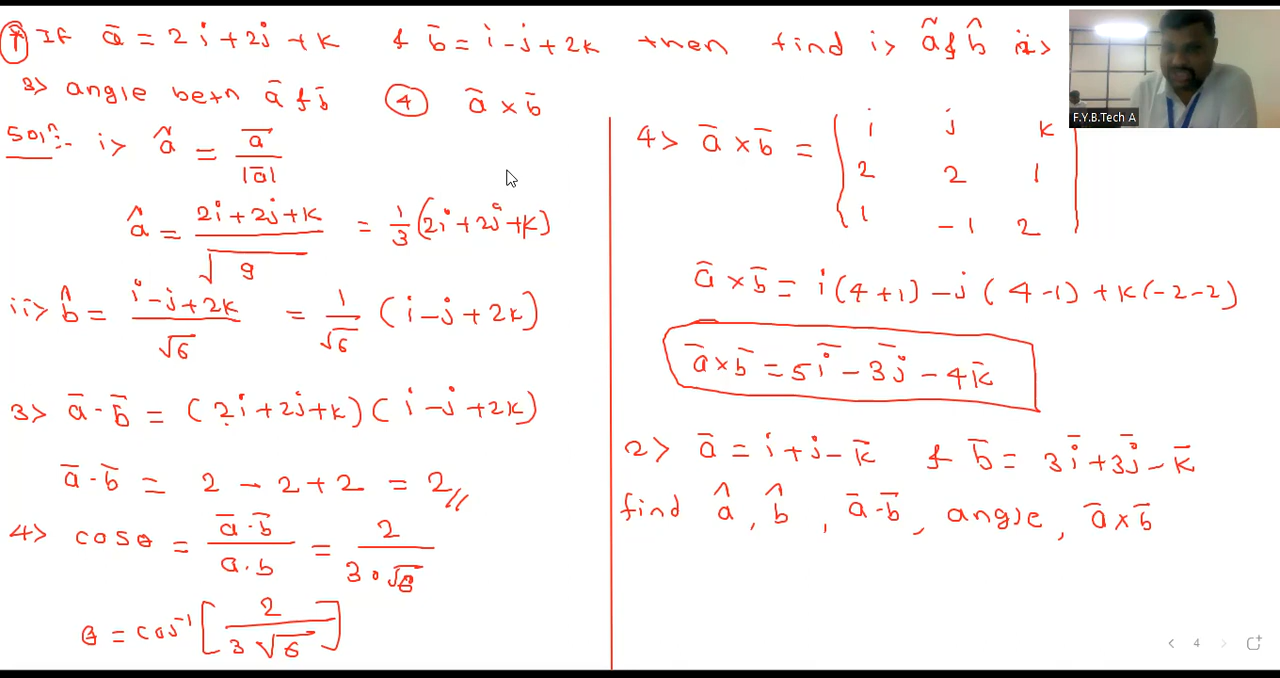 ① If ā = 2i + 2j + k & b̄ = i - j + 2k then find i> ã & b̂ ii>
3> angle betn ā & b̄ ④ ā × b̄
Soln:- i> â = ā / |ā|
â = (2i + 2j + k) / √9 = 1/3 (2i + 2j + k)
ii> b̂ = (i - j + 2k) / √6 = 1/√6 (i - j + 2k)
3> ā · b̄ = (2i + 2j + k)(i - j + 2k)
ā · b̄ = 2 - 2 + 2 = 2 //
4> cosθ = ā · b̄ / a . b = 2 / 3 · √6
θ = cos⁻¹ [2 / 3√6]
4> ā × b̄ = | i j k
2 2 1
1 -1 2 |
ā × b̄ = i(4+1) - j(4-1) + k(-2-2)
ā × b̄ = 5ī - 3j̄ - 4k̄
2> ā = i + j - k̄ & b̄ = 3ī + 3j̄ - k̄
find â, b̂, ā · b̄, angle, ā × b̄
F.Y.B.Tech A
< 4 >